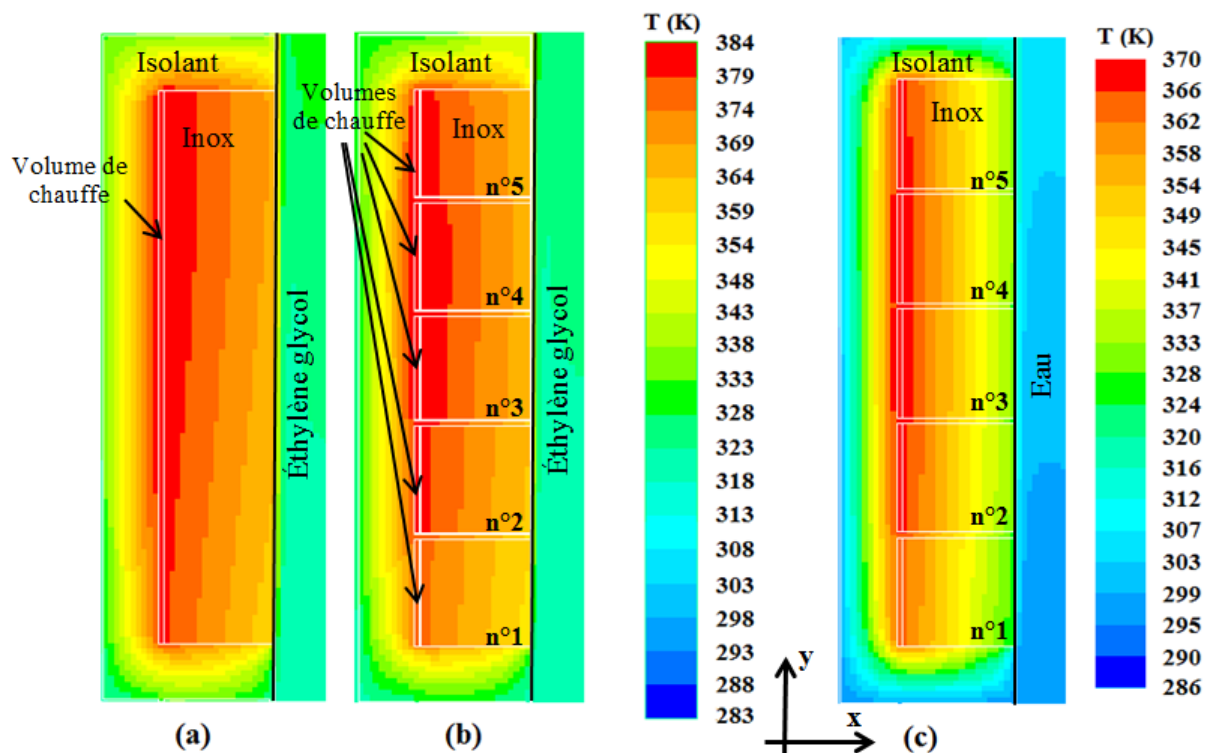 Isolant
Inox
Volume de
chauffe
Éthylène glycol
(a)
Isolant
Volumes
de chauffe
Inox
n°5
n°4
n°3
n°2
n°1
Éthylène glycol
(b)
T (K)
384
379
374
369
364
359
354
348
343
338
333
328
323
318
313
308
303
298
293
288
283
y
x
Isolant
Inox
n°5
n°4
n°3
n°2
n°1
Eau
(c)
T (K)
370
366
362
358
354
349
345
341
337
333
328
324
320
316
312
307
303
299
295
290
286